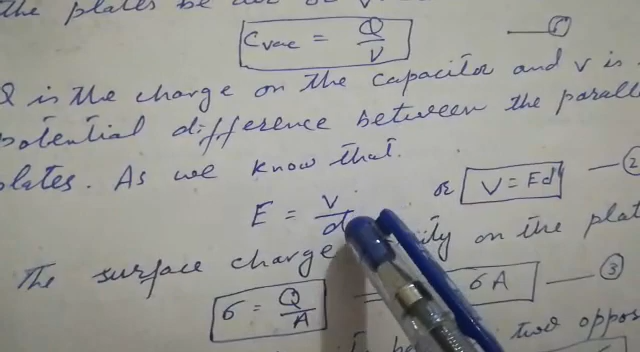 the plates be
Cvac = Q/V — ①
Q is the charge on the capacitor and V is
potential difference between the parall
plates. As we know that.
E = V/d or V = Ed — ②
The surface charge ity on the plat
σ = Q/A σA — ③
two oppos